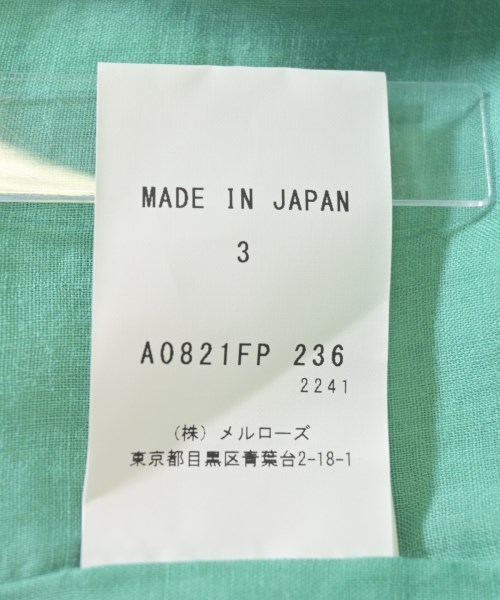 MADE IN JAPAN
3
A0821FP 236
2241
(株) メルローズ
東京都目黒区青葉台2-18-1